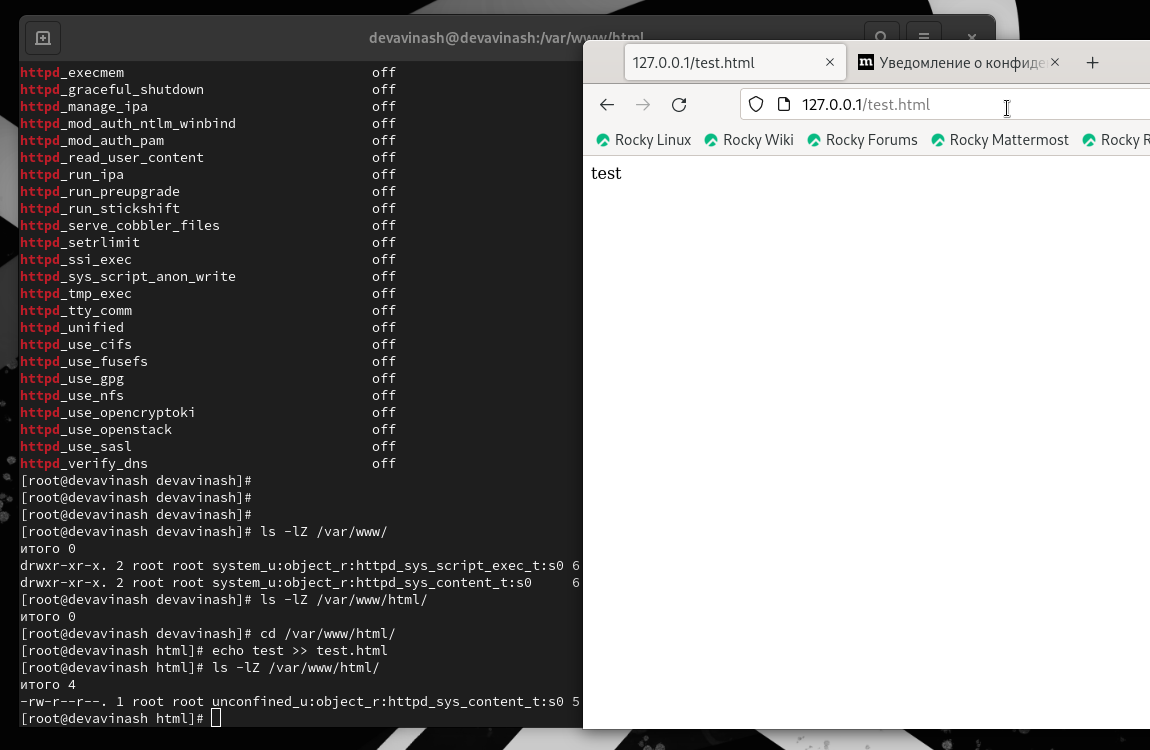 devavinash@devavinash:/var/www/html
httpd_execmem off
httpd_graceful_shutdown off
httpd_manage_ipa off
httpd_mod_auth_ntlm_winbind off
httpd_mod_auth_pam off
httpd_read_user_content off
httpd_run_ipa off
httpd_run_preupgrade off
httpd_run_stickshift off
httpd_serve_cobbler_files off
httpd_setrlimit off
httpd_ssi_exec off
httpd_sys_script_anon_write off
httpd_tmp_exec off
httpd_tty_comm off
httpd_unified off
httpd_use_cifs off
httpd_use_fusefs off
httpd_use_gpg off
httpd_use_nfs off
httpd_use_opencryptoki off
httpd_use_openstack off
httpd_use_sasl off
httpd_verify_dns off
[root@devavinash devavinash]#
[root@devavinash devavinash]#
[root@devavinash devavinash]#
[root@devavinash devavinash]# ls -lZ /var/www/
итого 0
drwxr-xr-x. 2 root root system_u:object_r:httpd_sys_script_exec_t:s0 6
drwxr-xr-x. 2 root root system_u:object_r:httpd_sys_content_t:s0 6
[root@devavinash devavinash]# ls -lZ /var/www/html/
итого 0
[root@devavinash devavinash]# cd /var/www/html/
[root@devavinash html]# echo test >> test.html
[root@devavinash html]# ls -lZ /var/www/html/
итого 4
-rw-r--r--. 1 root root unconfined_u:object_r:httpd_sys_content_t:s0 5
[root@devavinash html]#
127.0.0.1/test.html
m Уведомление о конфиде
127.0.0.1/test.html
Rocky Linux Rocky Wiki Rocky Forums Rocky Mattermost Rocky R
test